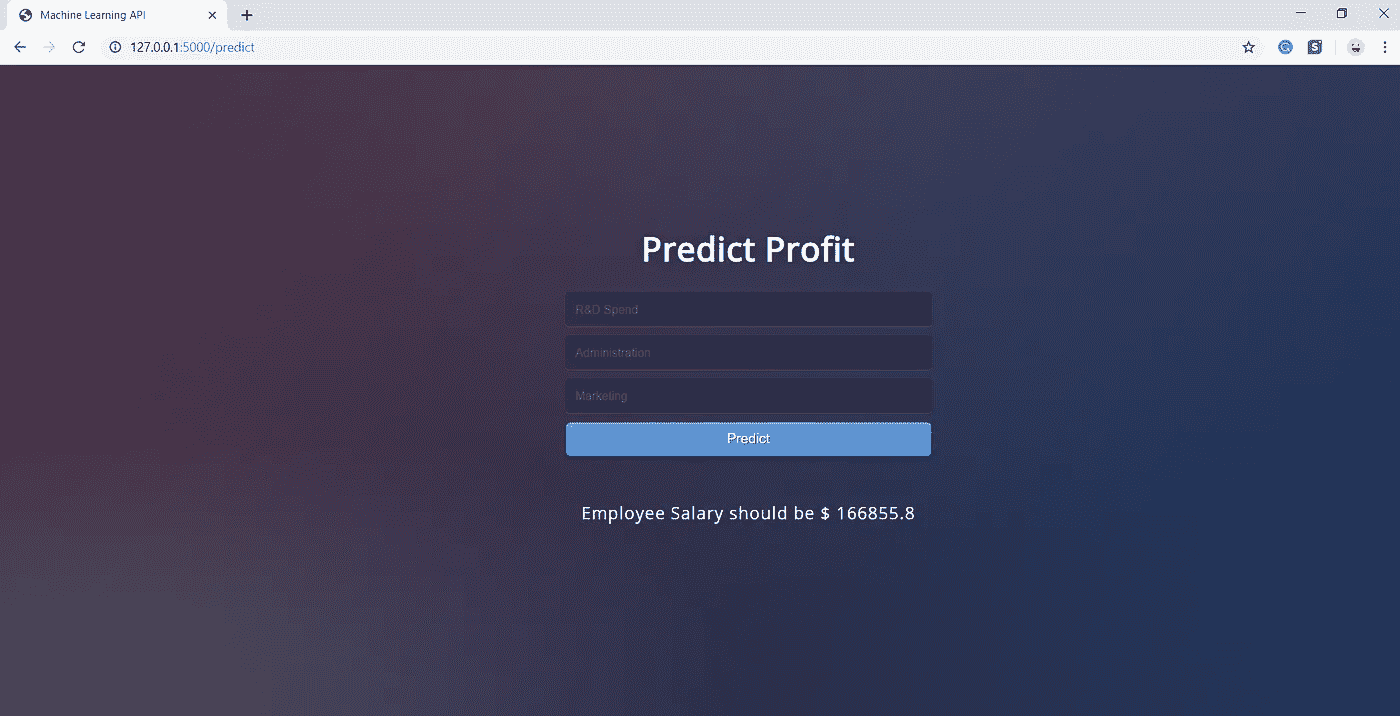 Machine Learning API
127.0.0.1:5000/predict
Predict Profit
R&D Spend
Administration
Marketing
Predict
Employee Salary should be $ 166855.8